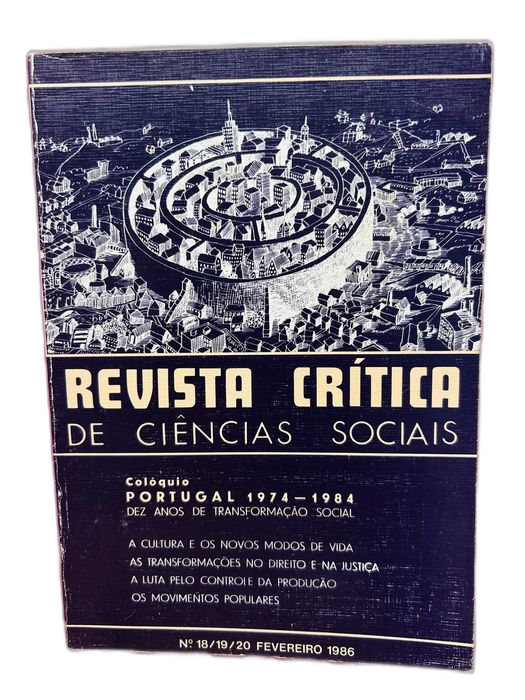 REVISTA CRÍTICA
DE CIÊNCIAS SOCIAIS
Colóquio
PORTUGAL 1974—1984
DEZ ANOS DE TRANSFORMAÇÃO SOCIAL
A CULTURA E OS NOVOS MODOS DE VIDA
AS TRANSFORMAÇÕES NO DIREITO E NA JUSTIÇA
A LUTA PELO CONTROLE DA PRODUÇÃO
OS MOVIMENTOS POPULARES
Nº 18/19/20 FEVEREIRO 1986